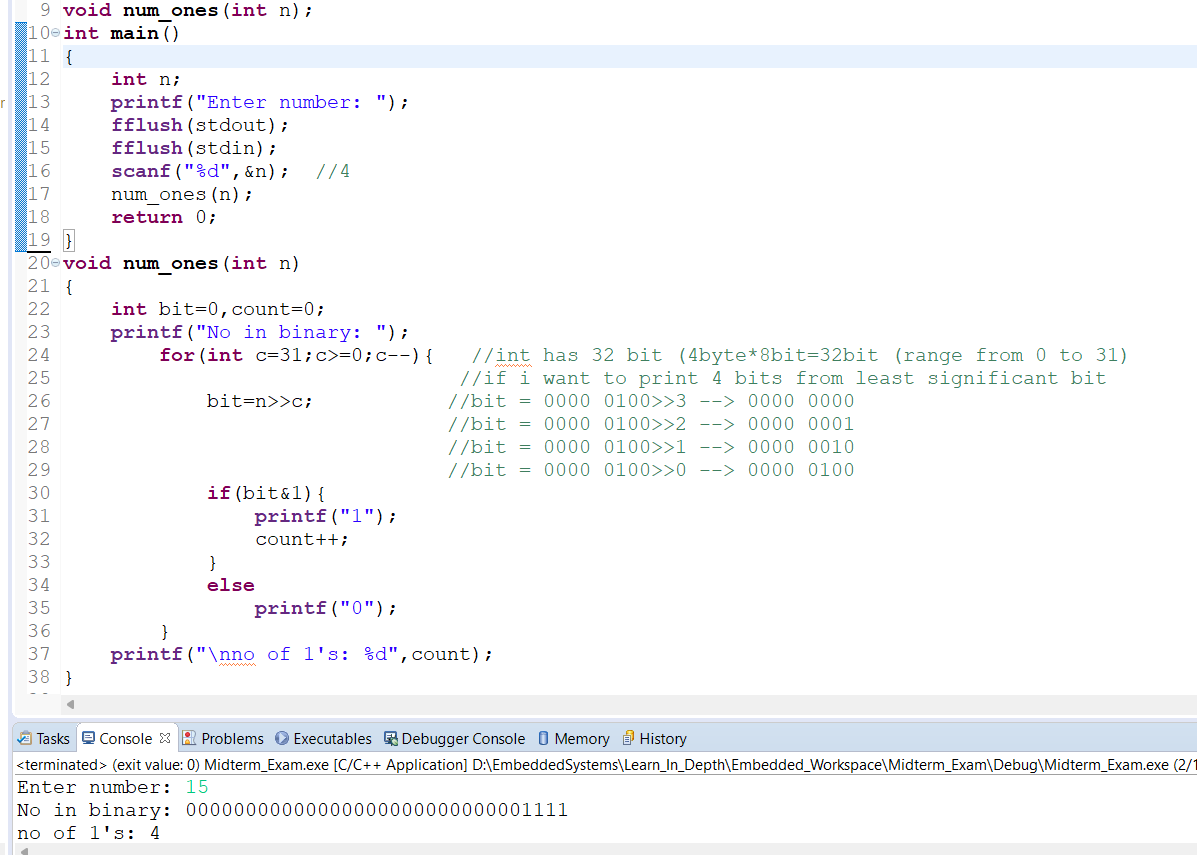 9 void num_ones(int n);
10 int main()
11 {
12     int n;
13     printf("Enter number: ");
14     fflush(stdout);
15     fflush(stdin);
16     scanf("%d",&n);  //4
17     num_ones(n);
18     return 0;
19 }
20 void num_ones(int n)
21 {
22     int bit=0,count=0;
23     printf("No in binary: ");
24         for(int c=31;c>=0;c--){   //int has 32 bit (4byte*8bit=32bit (range from 0 to 31)
25                                  //if i want to print 4 bits from least significant bit
26             bit=n>>c;           //bit = 0000 0100>>3 --> 0000 0000
27                                 //bit = 0000 0100>>2 --> 0000 0001
28                                 //bit = 0000 0100>>1 --> 0000 0010
29                                 //bit = 0000 0100>>0 --> 0000 0100
30             if(bit&1){
31                 printf("1");
32                 count++;
33             }
34             else
35                 printf("0");
36         }
37     printf("\nno of 1's: %d",count);
38 }
Tasks Console Problems Executables Debugger Console Memory History
<terminated> (exit value: 0) Midterm_Exam.exe [C/C++ Application] D:\EmbeddedSystems\Learn_In_Depth\Embedded_Workspace\Midterm_Exam\Debug\Midterm_Exam.exe (2/1
Enter number: 15
No in binary: 00000000000000000000000000001111
no of 1's: 4